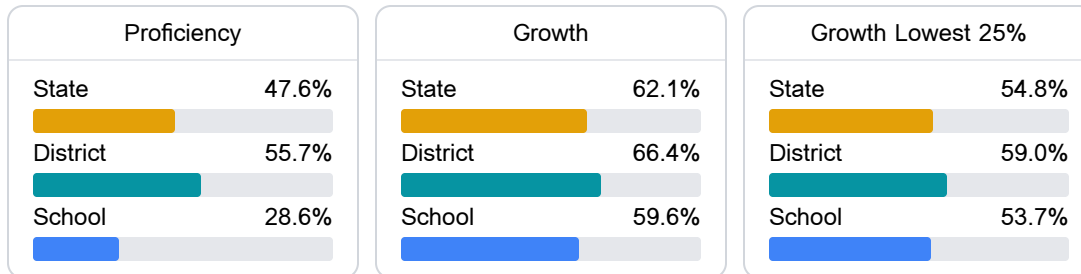 Proficiency
State 47.6%
District 55.7%
School 28.6%
Growth
State 62.1%
District 66.4%
School 59.6%
Growth Lowest 25%
State 54.8%
District 59.0%
School 53.7%